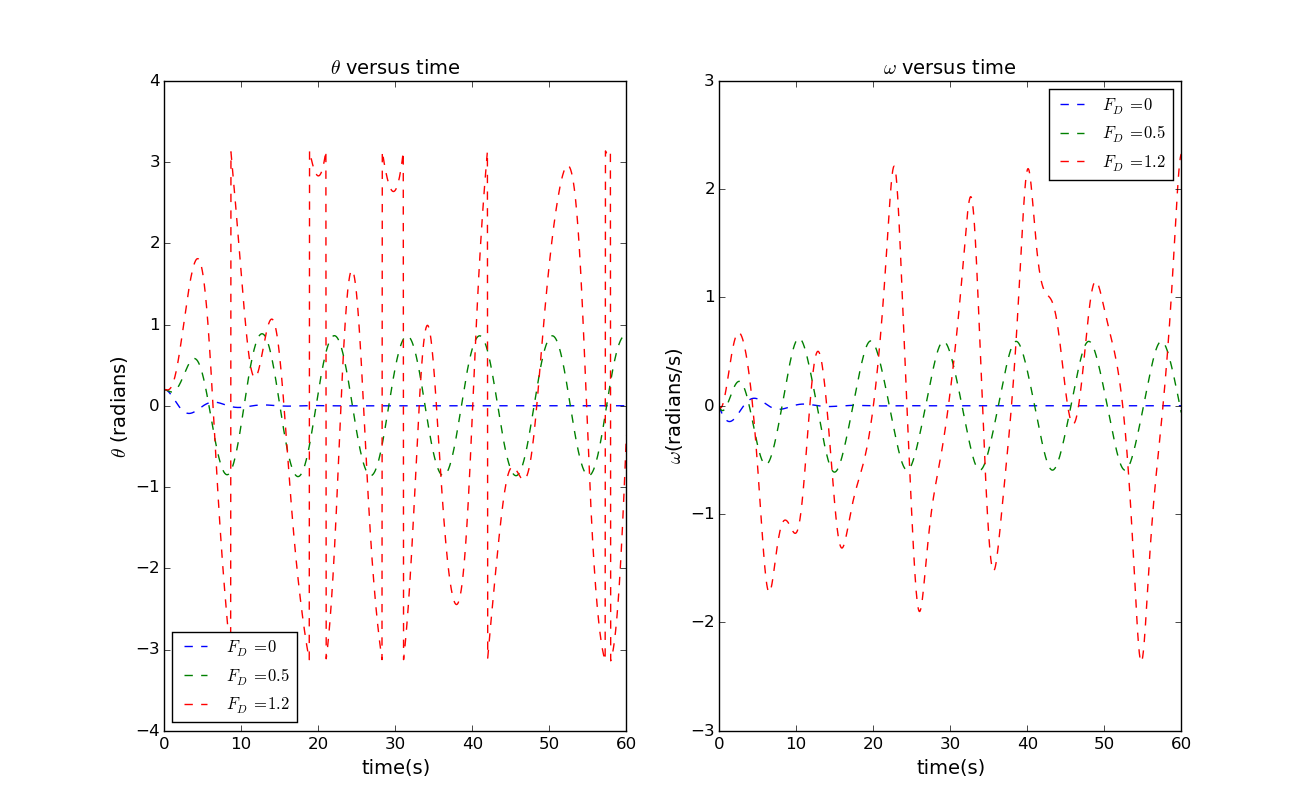 θ versus time
θ (radians)
4
3
2
1
0
−1
−2
−3
−4
0 10 20 30 40 50 60
time(s)
F_D =0
F_D =0.5
F_D =1.2
ω versus time
ω(radians/s)
3
2
1
0
−1
−2
−3
0 10 20 30 40 50 60
time(s)
F_D =0
F_D =0.5
F_D =1.2